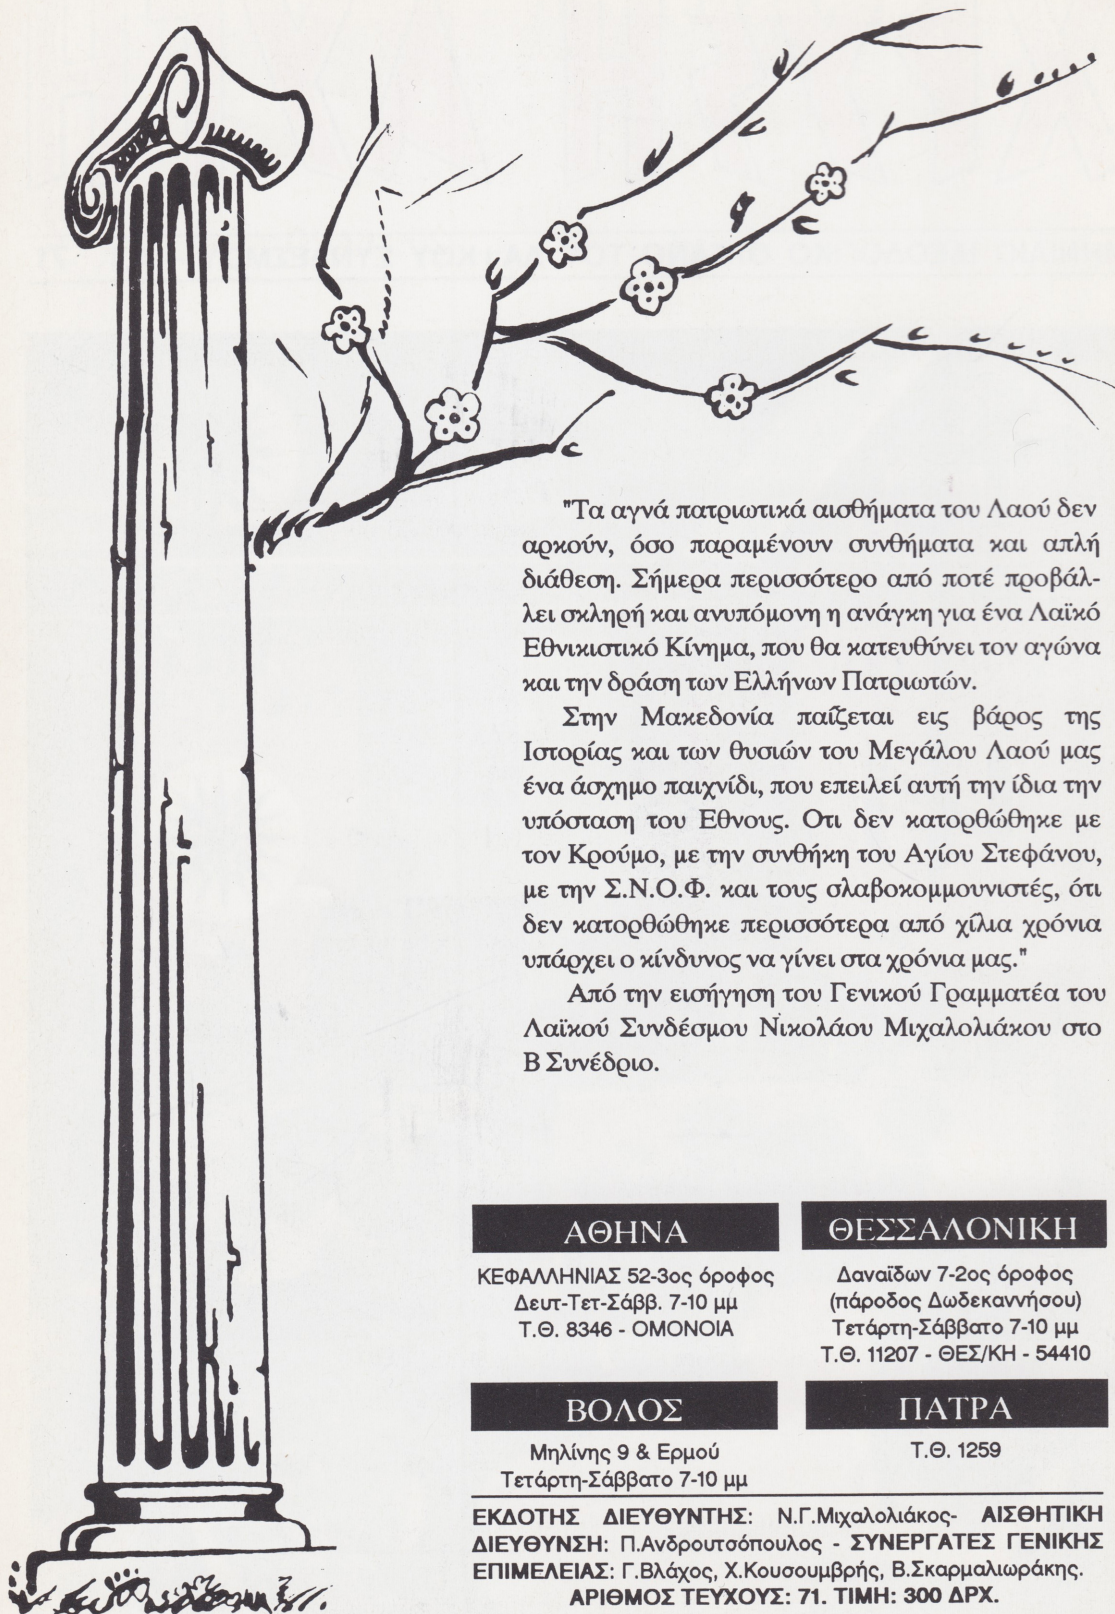 "Τα αγνά πατριωτικά αισθήματα του Λαού δεν
αρκούν, όσο παραμένουν συνθήματα και απλή
διάθεση. Σήμερα περισσότερο από ποτέ προβάλ-
λει σκληρή και ανυπόμονη η ανάγκη για ένα Λαϊκό
Εθνικιστικό Κίνημα, που θα κατευθύνει τον αγώνα
και την δράση των Ελλήνων Πατριωτών.
Στην Μακεδονία παίζεται εις βάρος της
Ιστορίας και των θυσιών του Μεγάλου Λαού μας
ένα άσχημο παιχνίδι, που επειλεί αυτή την ίδια την
υπόσταση του Εθνους. Οτι δεν κατορθώθηκε με
τον Κρούμο, με την συνθήκη του Αγίου Στεφάνου,
με την Σ.Ν.Ο.Φ. και τους σλαβοκομμουνιστές, ότι
δεν κατορθώθηκε περισσότερα από χίλια χρόνια
υπάρχει ο κίνδυνος να γίνει στα χρόνια μας."
Από την εισήγηση του Γενικού Γραμματέα του
Λαϊκού Συνδέσμου Νικολάου Μιχαλολιάκου στο
Β Συνέδριο.
ΑΘΗΝΑ
ΚΕΦΑΛΛΗΝΙΑΣ 52-3ος όροφος
Δευτ-Τετ-Σάββ. 7-10 μμ
Τ.Θ. 8346 - ΟΜΟΝΟΙΑ
ΘΕΣΣΑΛΟΝΙΚΗ
Δαναϊδων 7-2ος όροφος
(πάροδος Δωδεκαννήσου)
Τετάρτη-Σάββατο 7-10 μμ
Τ.Θ. 11207 - ΘΕΣ/ΚΗ - 54410
ΒΟΛΟΣ
Μηλίνης 9 & Ερμού
Τετάρτη-Σάββατο 7-10 μμ
ΠΑΤΡΑ
Τ.Θ. 1259
ΕΚΔΟΤΗΣ ΔΙΕΥΘΥΝΤΗΣ: Ν.Γ.Μιχαλολιάκος- ΑΙΣΘΗΤΙΚΗ
ΔΙΕΥΘΥΝΣΗ: Π.Ανδρουτσόπουλος - ΣΥΝΕΡΓΑΤΕΣ ΓΕΝΙΚΗΣ
ΕΠΙΜΕΛΕΙΑΣ: Γ.Βλάχος, Χ.Κουσουμβρής, Β.Σκαρμαλιωράκης.
ΑΡΙΘΜΟΣ ΤΕΥΧΟΥΣ: 71. ΤΙΜΗ: 300 ΔΡΧ.